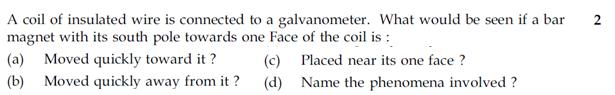 A coil of insulated wire is connected to a galvanometer. What would be seen if a bar 2
magnet with its south pole towards one Face of the coil is :
(a) Moved quickly toward it ? (c) Placed near its one face ?
(b) Moved quickly away from it ? (d) Name the phenomena involved ?